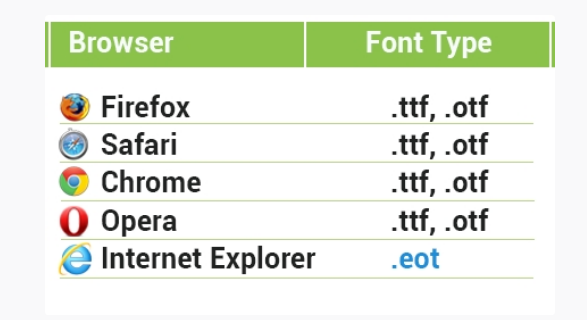 Browser Font Type
Firefox .ttf, .otf
Safari .ttf, .otf
Chrome .ttf, .otf
Opera .ttf, .otf
Internet Explorer .eot